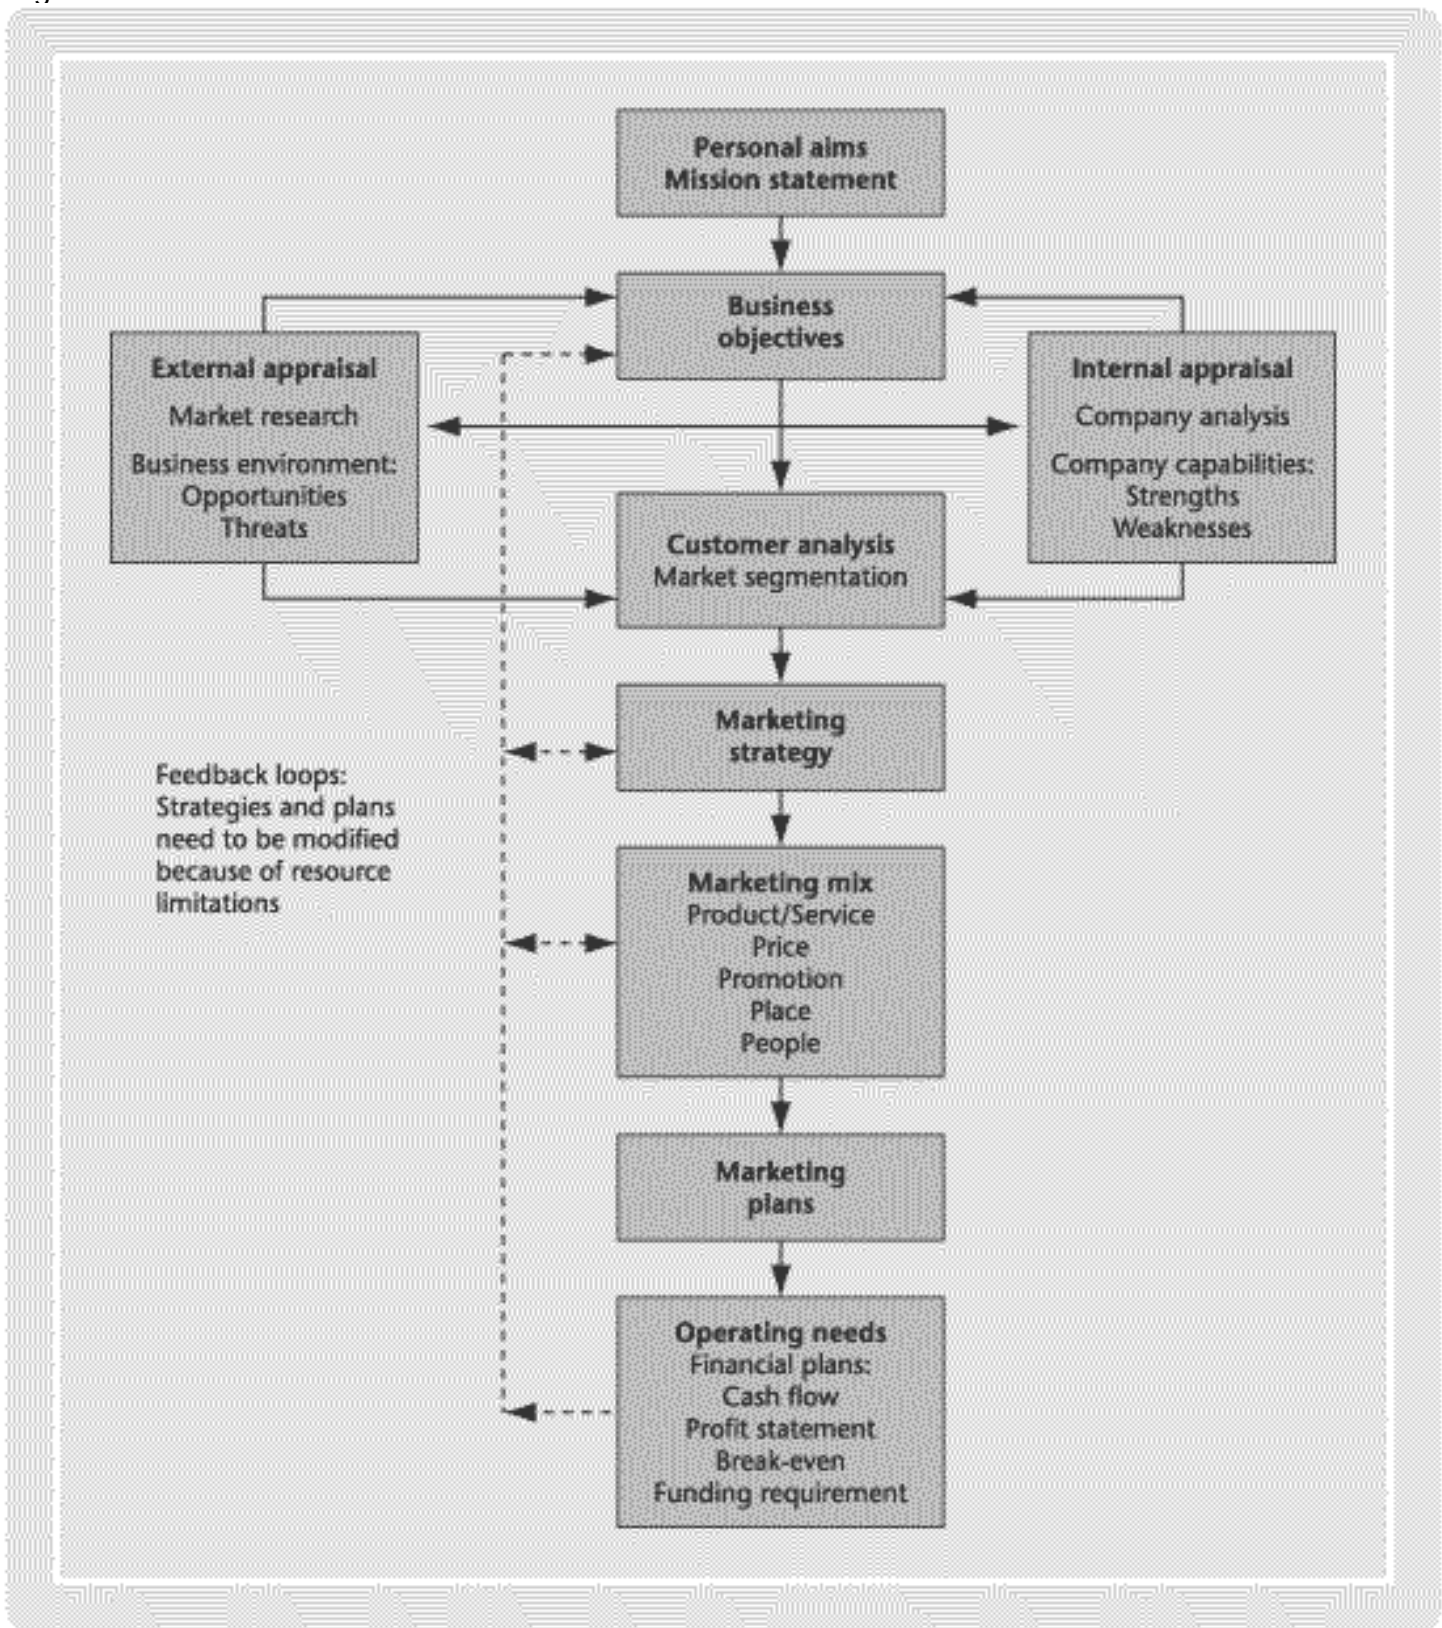 Personal aims
Mission statement
Business
objectives
External appraisal
Market research
Business environment:
Opportunities
Threats
Internal appraisal
Company analysis
Company capabilities:
Strengths
Weaknesses
Customer analysis
Market segmentation
Marketing
strategy
Feedback loops:
Strategies and plans
need to be modified
because of resource
limitations
Marketing mix
Product/Service
Price
Promotion
Place
People
Marketing
plans
Operating needs
Financial plans:
Cash flow
Profit statement
Break-even
Funding requirement